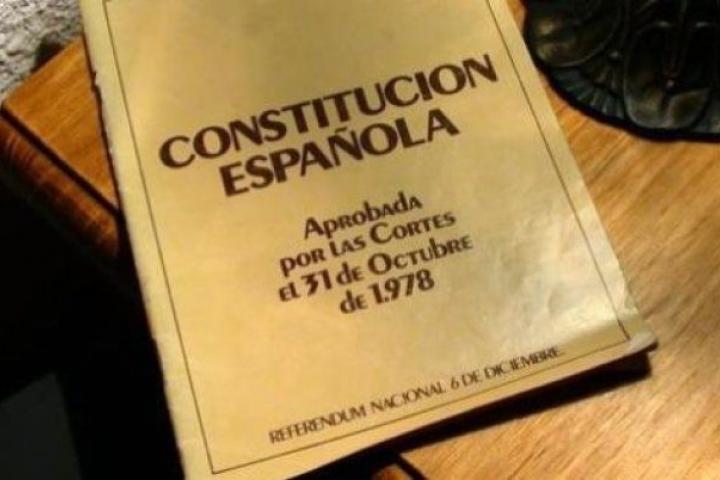 CONSTITUCION
ESPAÑOLA
Aprobada
por las Cortes
el 31 de Octubre
de 1.978
REFERENDUM NACIONAL 6 DE DICIEMBRE.